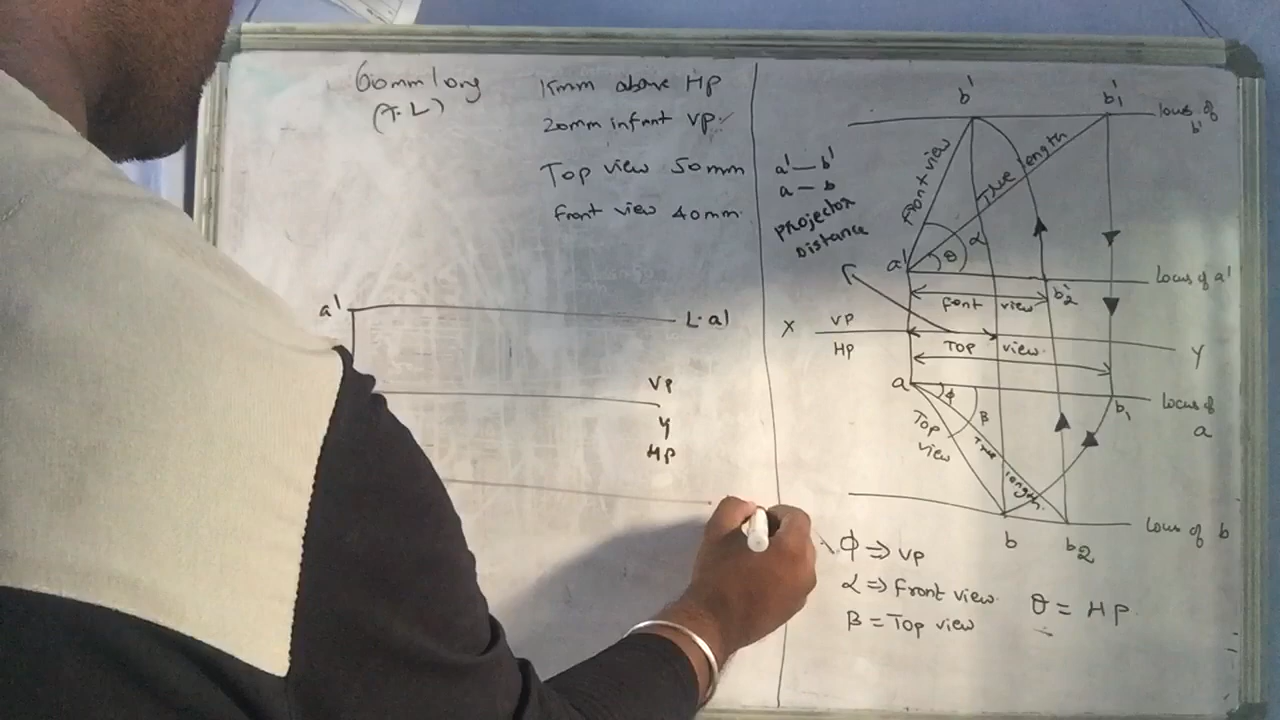 60mm long
(T.L)
15mm above HP
20mm infront VP
Top view 50mm
front view 40mm
a'
L.a'
VP
Y
HP
a'—b'
a—b
Projector
Distance
b'
b'1
locus of
b'
Front view
True length
a'
θ
α
locus of a'
b'2
font view
X
VP
HP
Top view
Y
a
φ
β
b1
locus of
a
Top
view
True
length
locus of b
b
b2
φ ⇒ VP
α ⇒ Front view
β = Top view
θ = HP